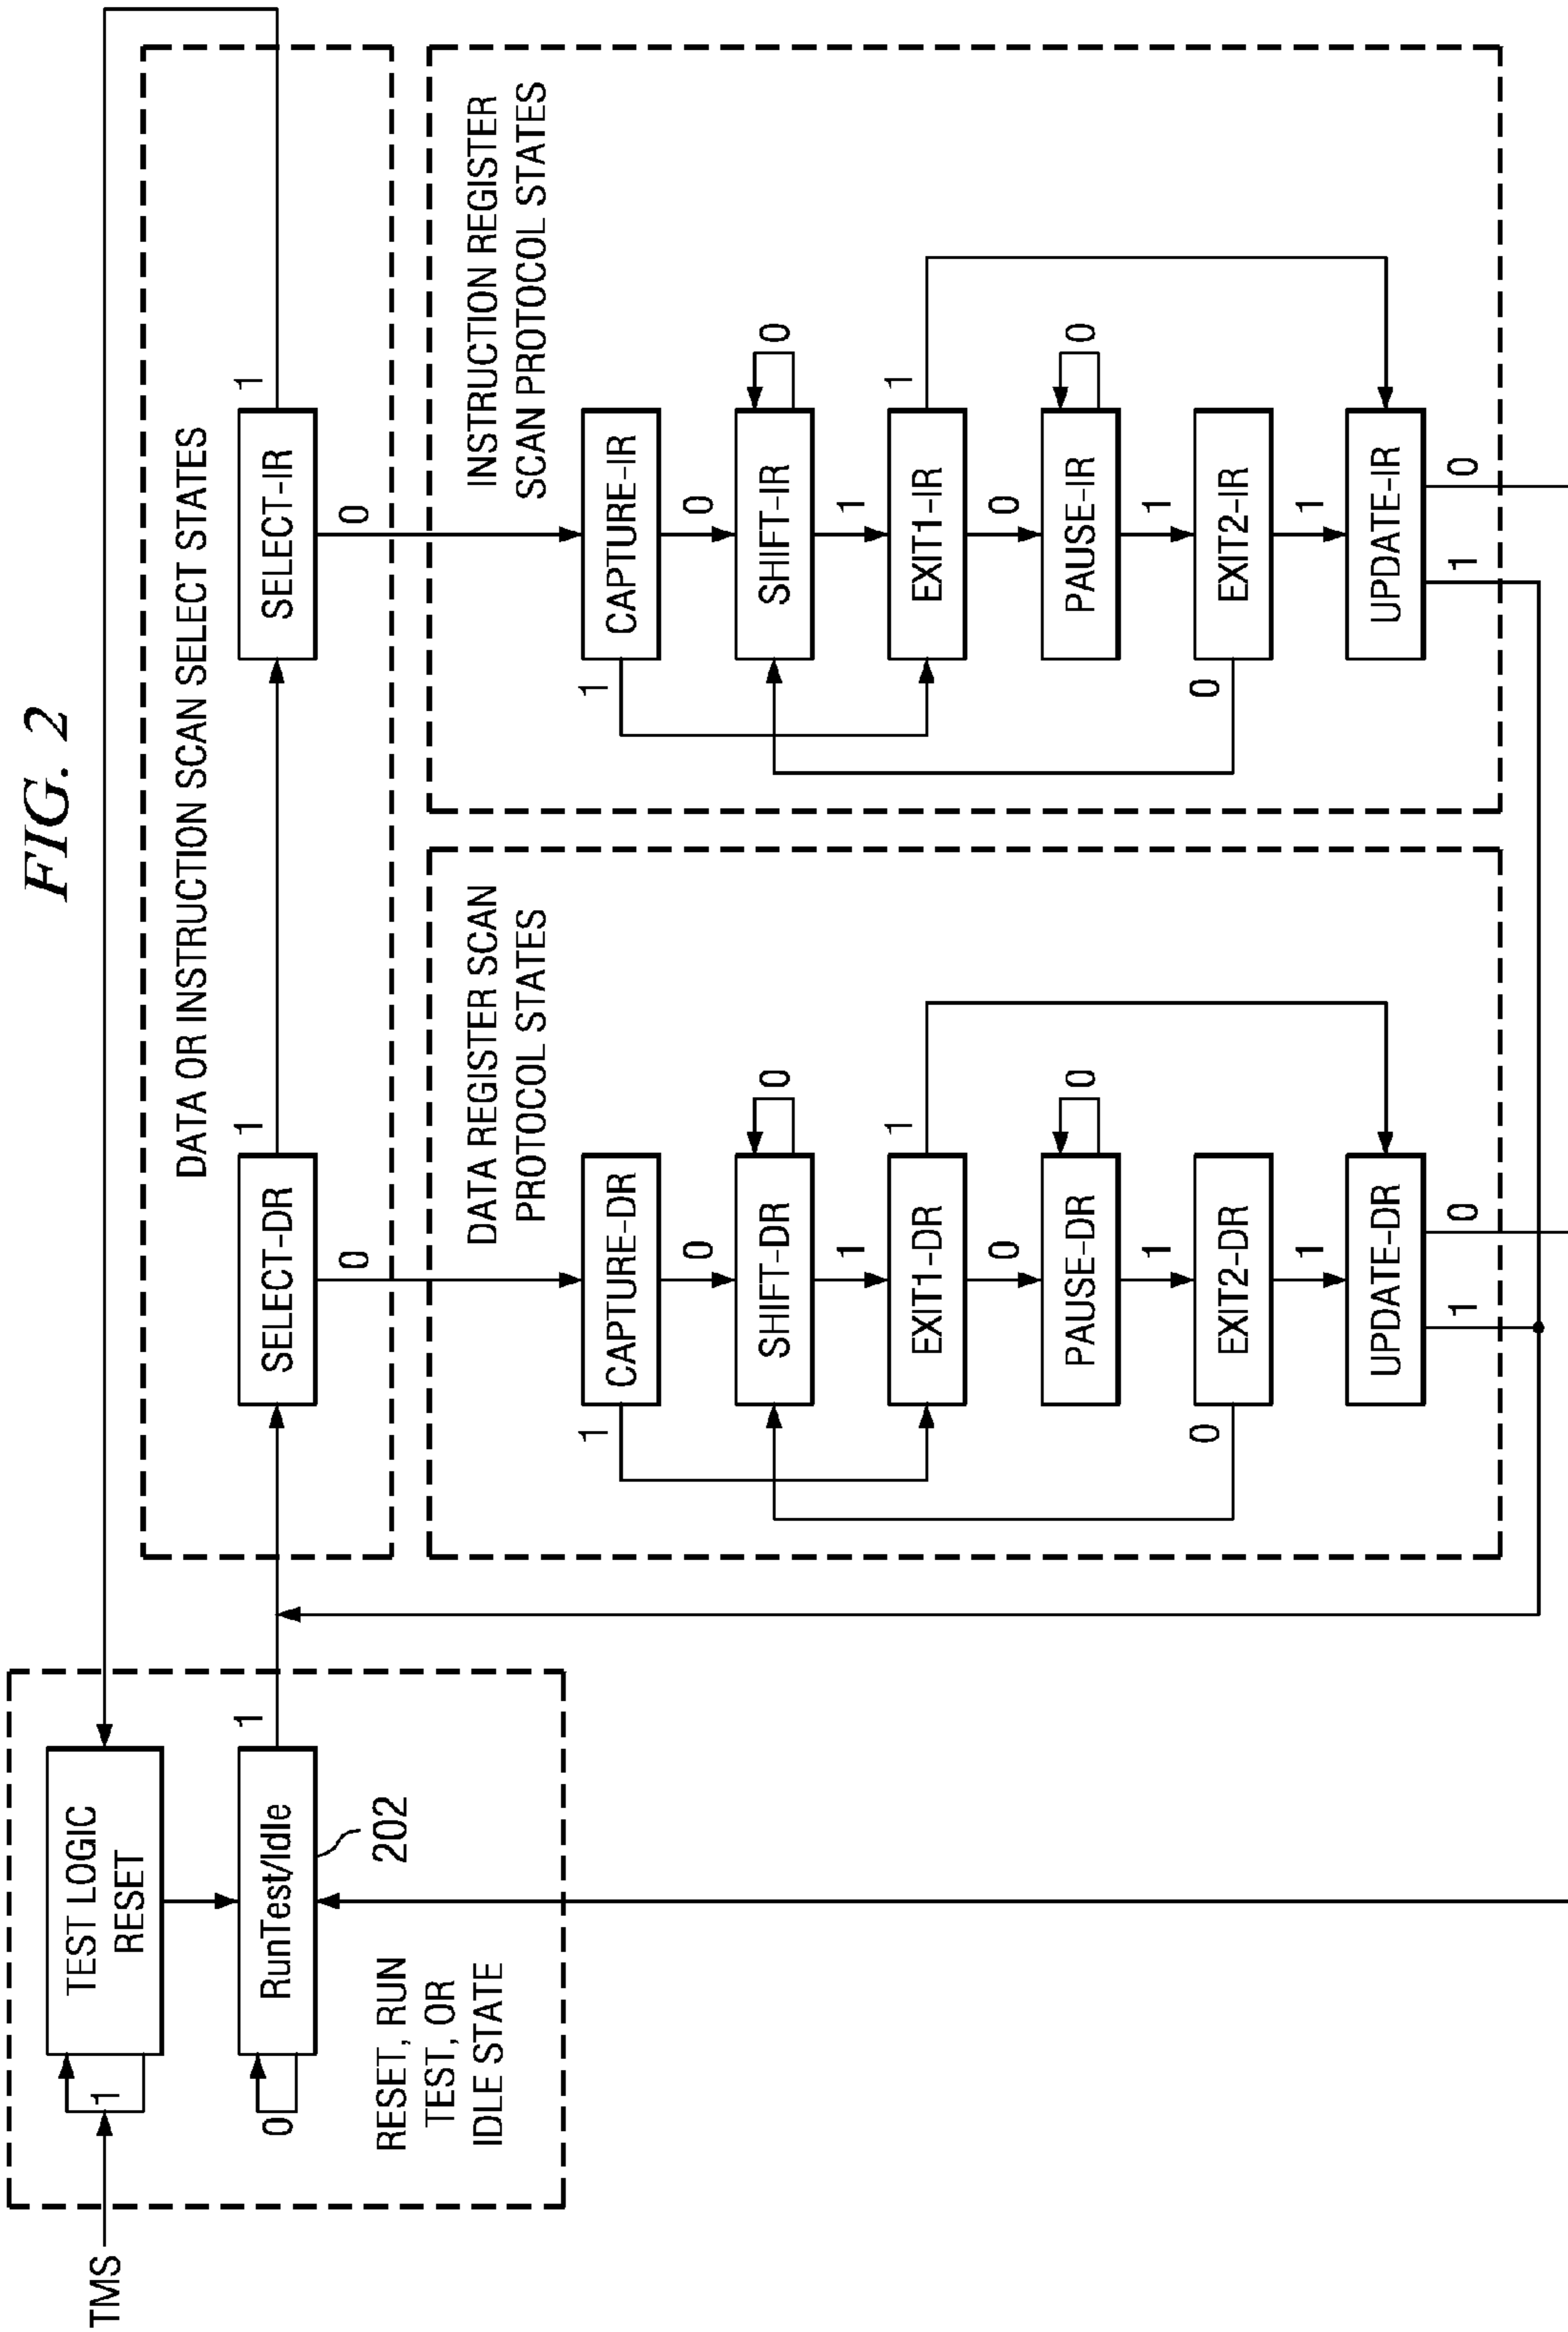 FIG. 2
TMS
1
TEST LOGIC
RESET
0
RunTest/Idle
1
202
RESET, RUN
TEST, OR
IDLE STATE
DATA OR INSTRUCTION SCAN SELECT STATES
SELECT-DR
1
0
SELECT-IR
1
0
DATA REGISTER SCAN
PROTOCOL STATES
CAPTURE-DR
1
0
SHIFT-DR
0
1
EXIT1-DR
1
0
PAUSE-DR
0
1
EXIT2-DR
0
1
UPDATE-DR
1
0
INSTRUCTION REGISTER
SCAN PROTOCOL STATES
CAPTURE-IR
1
0
SHIFT-IR
0
1
EXIT1-IR
1
0
PAUSE-IR
0
1
EXIT2-IR
0
1
UPDATE-IR
1
0